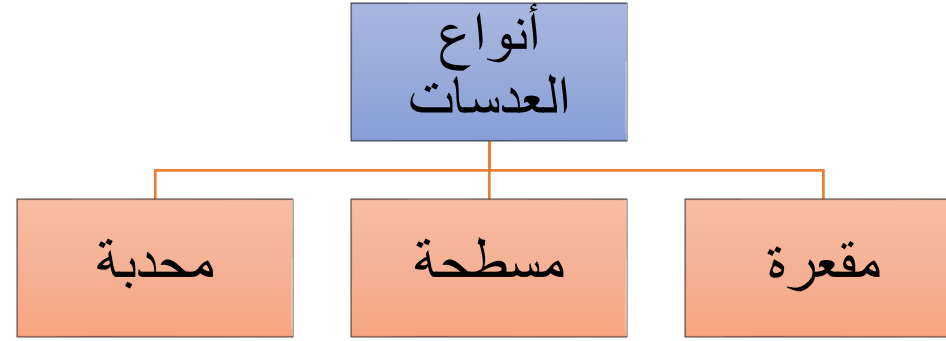 أنواع
العدسات
مقعرة
مسطحة
محدبة